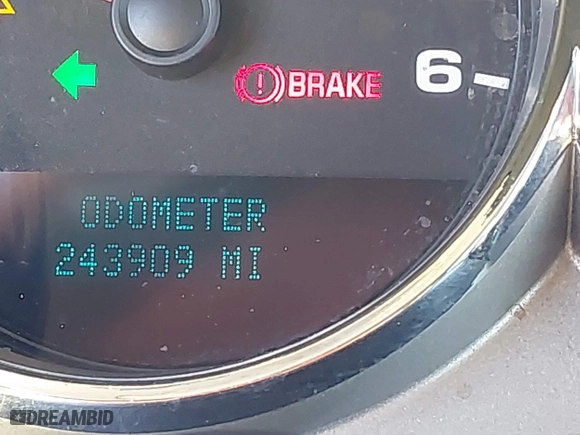 BRAKE 6
ODOMETER
243909 MI
DREAMBID